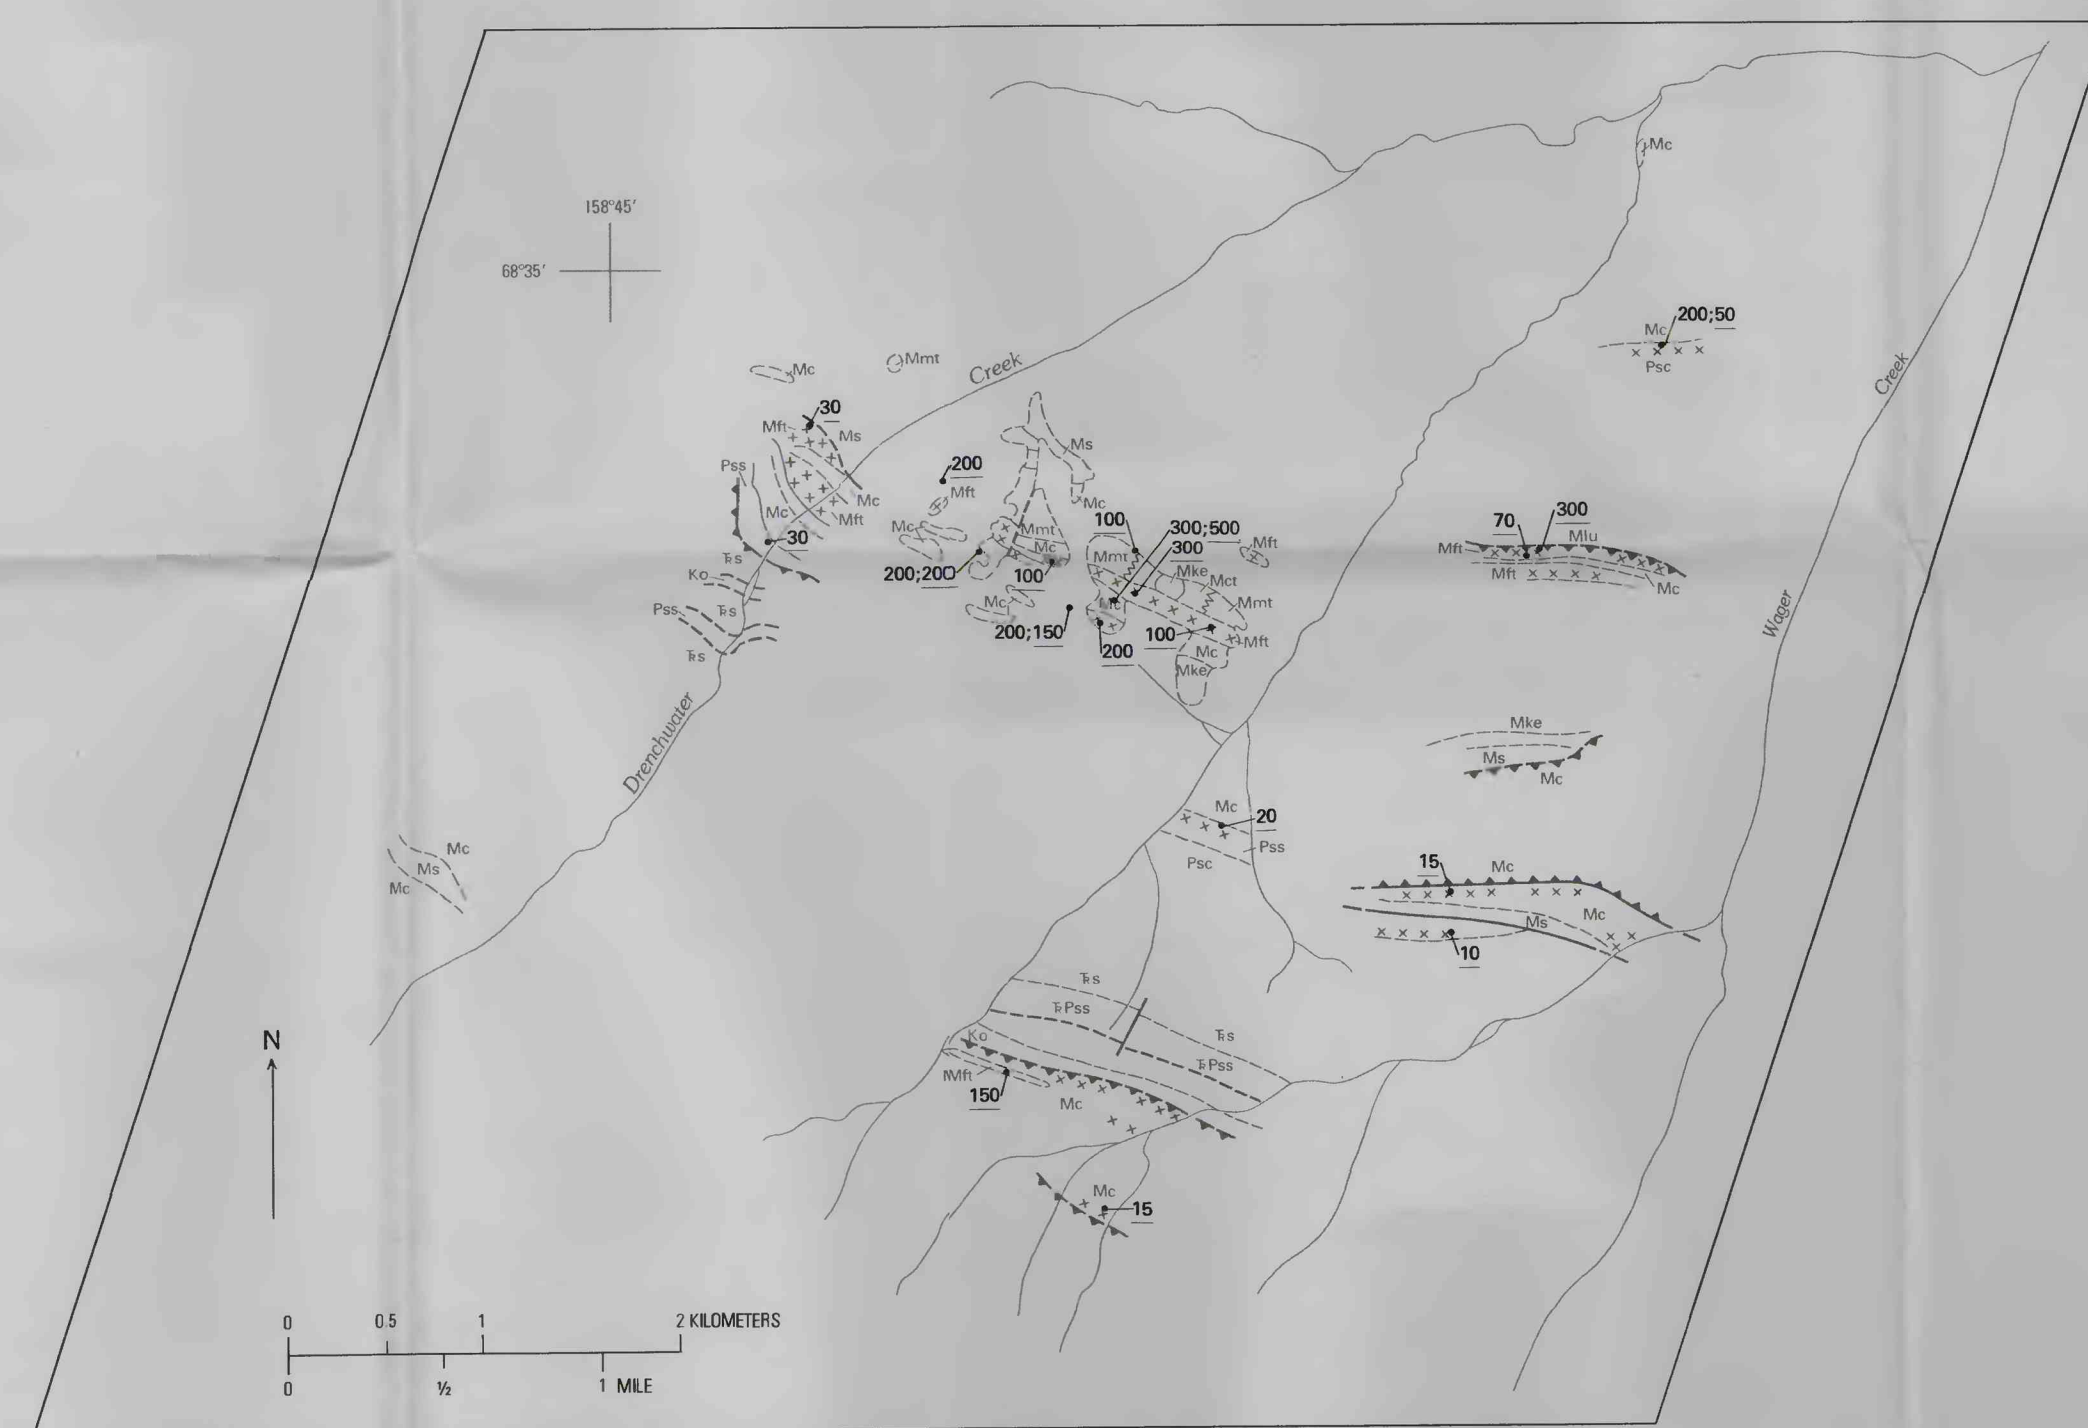 Mc
158°45′
68°35′
200;50
Mc
Psc
Creek
Creek
Mmt
Mc
30
Mft
Ms
Ms
Pss
200
Mft
Mc
Mc
Mc
Mft
Mc
Mmt
Mc
100
300;500
300
70
300
Mlu
Mft
Mft
Mc
30
Mmt
Mft
Mke
Mct
Mmt
TRs
Ko
200;200
100
Mc
Mc
Pss
TRs
200;150
200
100
Mft
Mc
Mke
TRs
Wager
Mke
Ms
Mc
Drenchwater
Mc
20
Pss
Psc
Mc
Ms
Mc
15
Mc
Mc
Ms
10
TRs
TRPss
TRs
Ko
TRPss
Mft
150
Mc
N
Mc
15
0 0.5 1 2 KILOMETERS
0 ½ 1 MILE